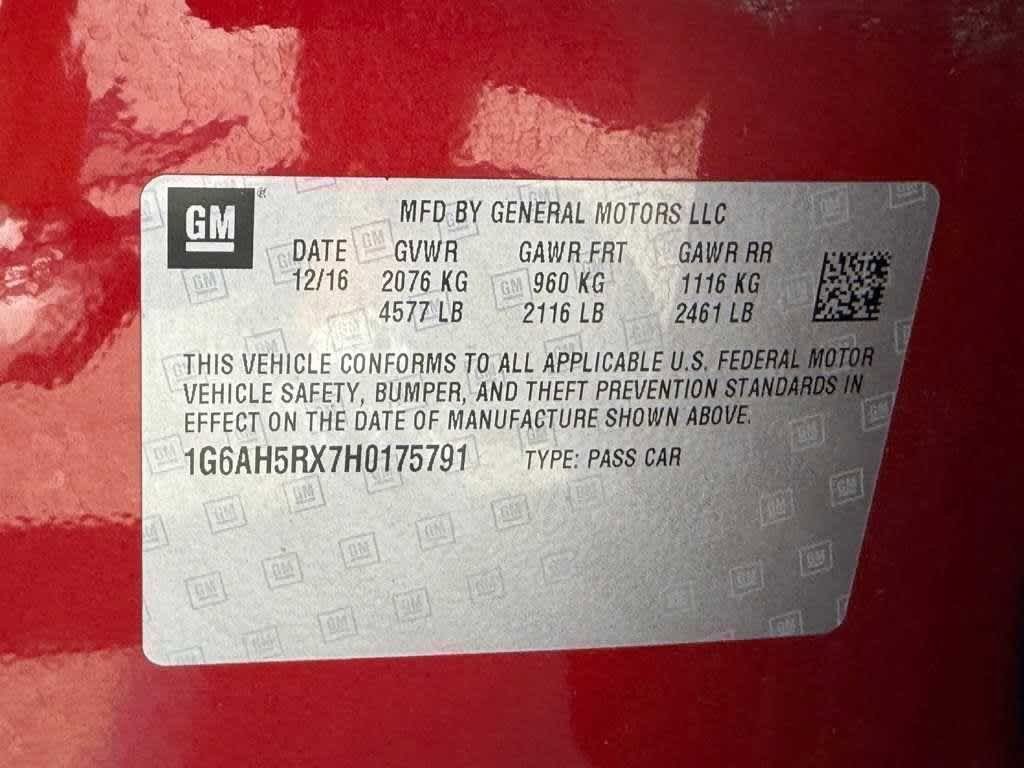 GM
MFD BY GENERAL MOTORS LLC
DATE GVWR GAWR FRT GAWR RR
12/16 2076 KG 960 KG 1116 KG
4577 LB 2116 LB 2461 LB
THIS VEHICLE CONFORMS TO ALL APPLICABLE U.S. FEDERAL MOTOR
VEHICLE SAFETY, BUMPER, AND THEFT PREVENTION STANDARDS IN
EFFECT ON THE DATE OF MANUFACTURE SHOWN ABOVE.
1G6AH5RX7H0175791 TYPE: PASS CAR